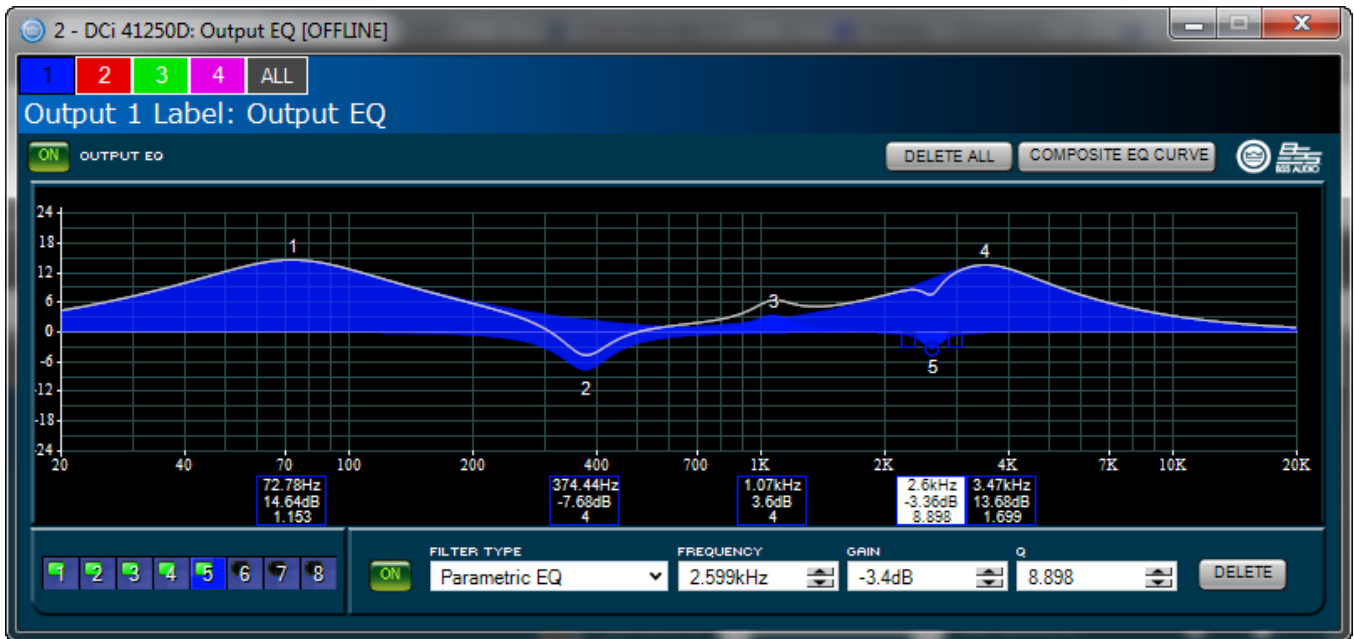 2 - DCi 41250D: Output EQ [OFFLINE]
1 2 3 4 ALL
Output 1 Label: Output EQ
ON OUTPUT EQ DELETE ALL COMPOSITE EQ CURVE BSS AUDIO
24
18
12
6
0
-6
-12
-18
-24
1
2
3
4
5
20 40 70 100 200 400 700 1K 2K 4K 7K 10K 20K
72.78Hz 374.44Hz 1.07kHz 2.6kHz 3.47kHz
14.64dB -7.68dB 3.6dB -3.36dB 13.68dB
1.153 4 4 8.898 1.699
FILTER TYPE FREQUENCY GAIN Q
1 2 3 4 5 6 7 8 ON Parametric EQ 2.599kHz -3.4dB 8.898 DELETE